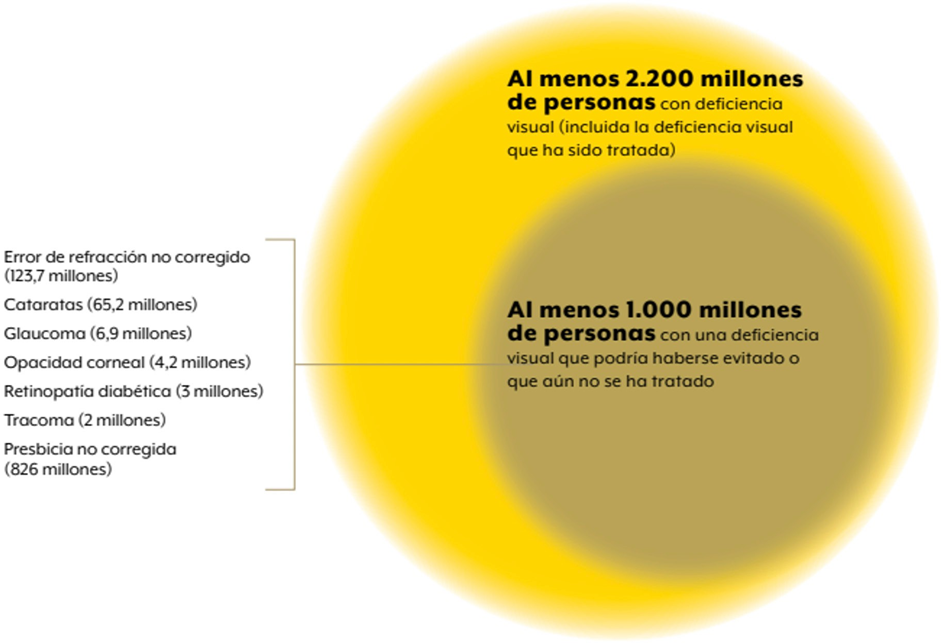 Al menos 2.200 millones
de personas con deficiencia
visual (incluida la deficiencia visual
que ha sido tratada)
Error de refracción no corregido
(123,7 millones)
Cataratas (65,2 millones)
Glaucoma (6,9 millones)
Opacidad corneal (4,2 millones)
Retinopatía diabética (3 millones)
Tracoma (2 millones)
Presbicia no corregida
(826 millones)
Al menos 1.000 millones
de personas con una deficiencia
visual que podría haberse evitado o
que aún no se ha tratado